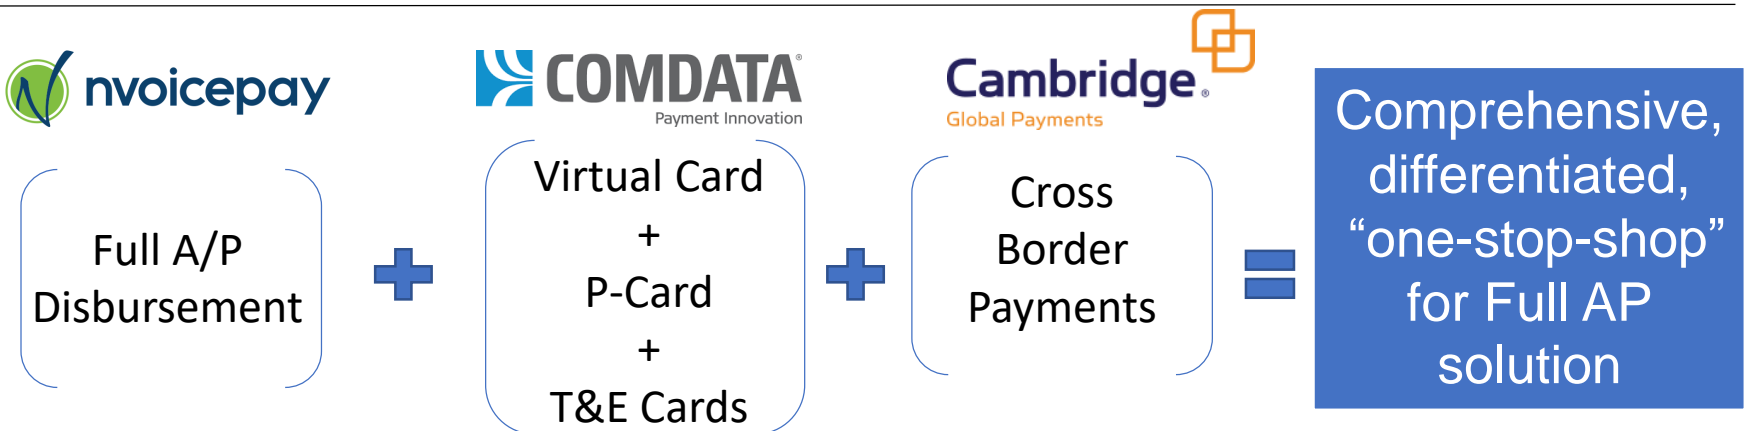 nvoicepay
COMDATA®
Payment Innovation
Cambridge®
Global Payments
Full A/P
Disbursement
Virtual Card
+
P-Card
+
T&E Cards
Cross
Border
Payments
Comprehensive,
differentiated,
“one-stop-shop”
for Full AP
solution